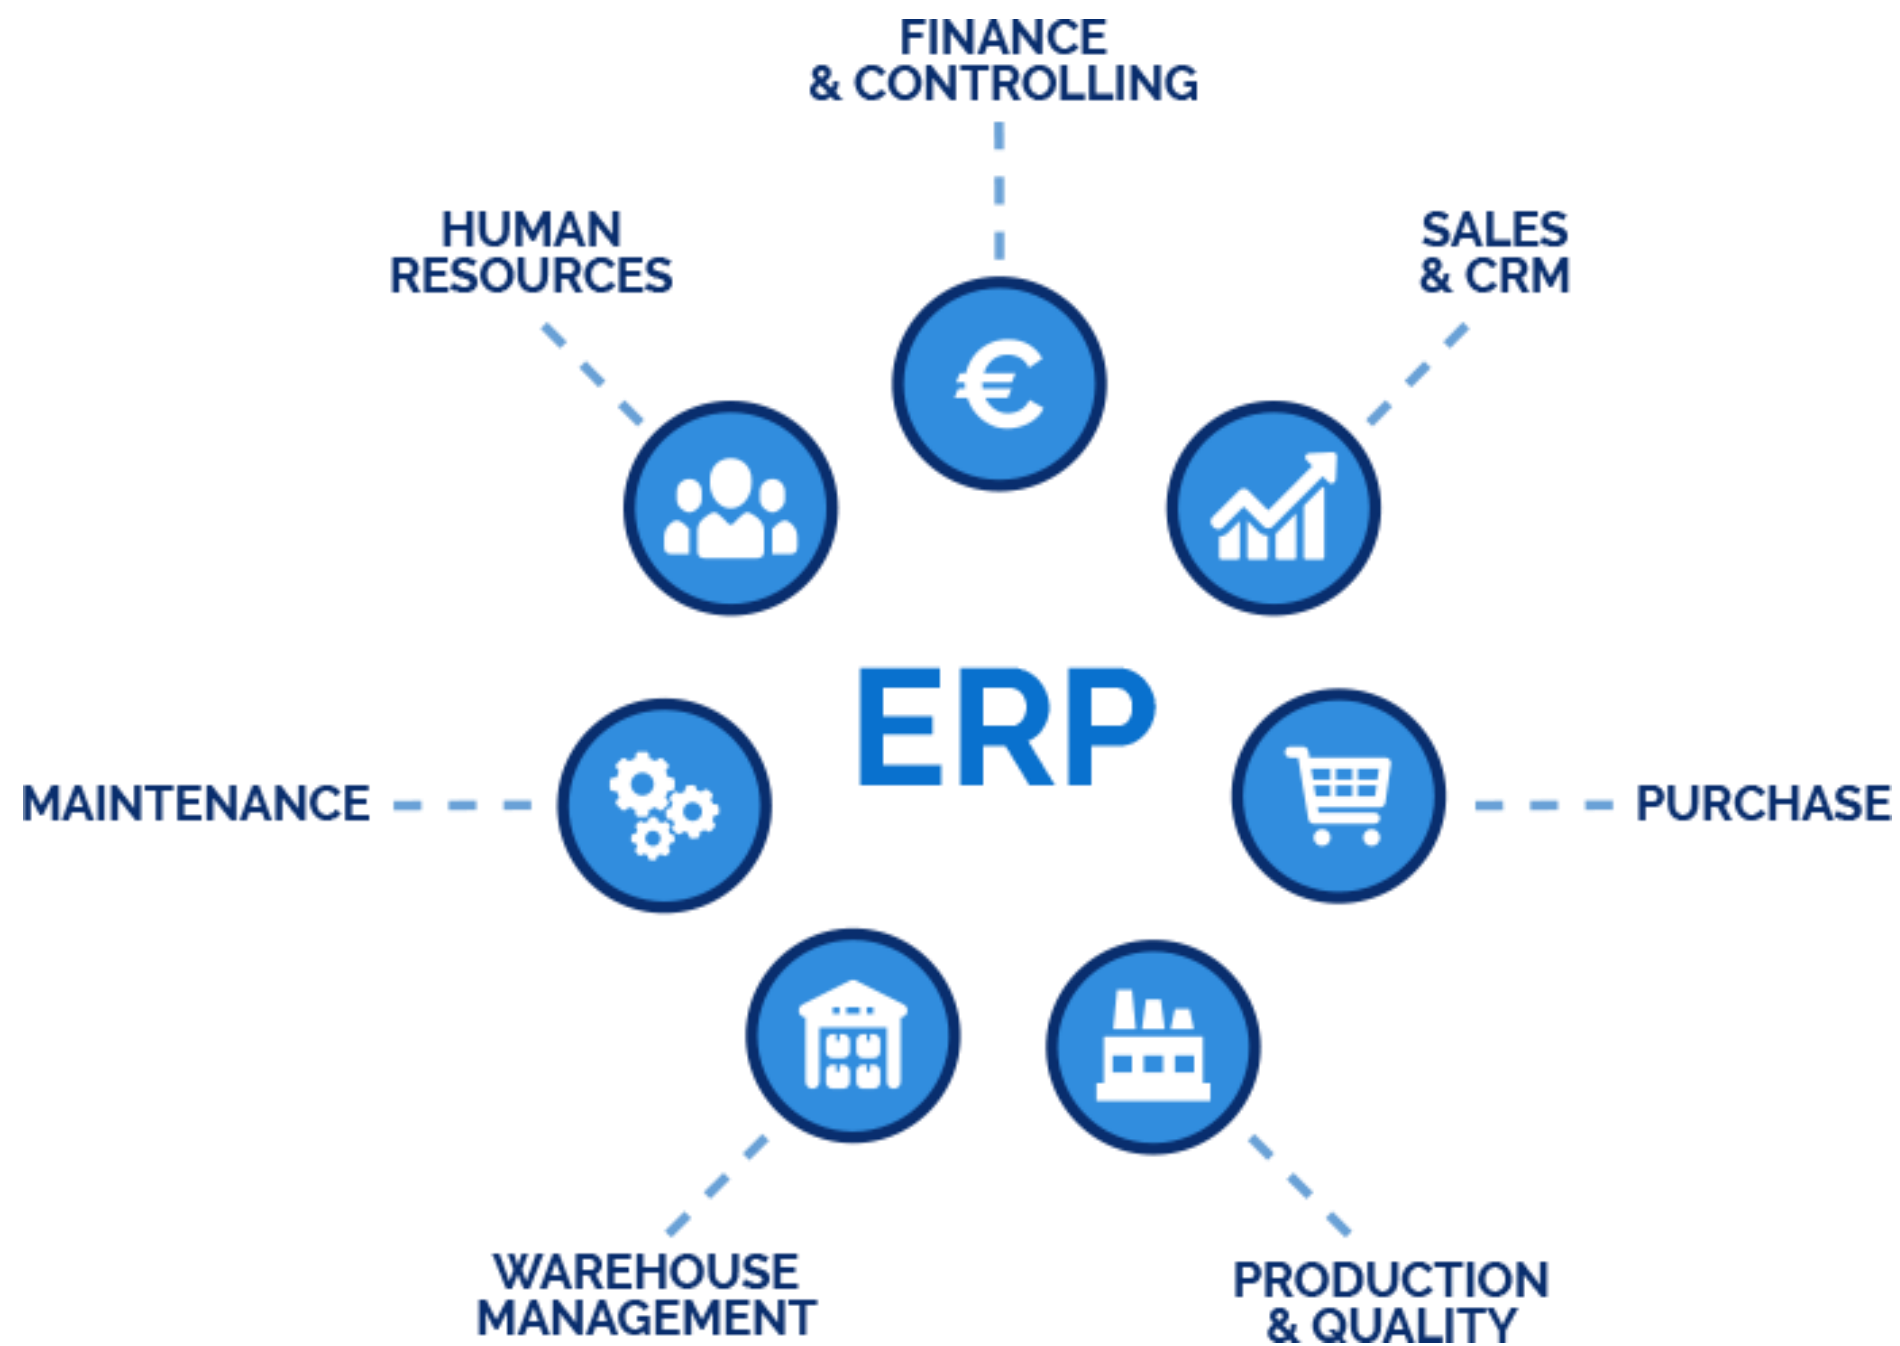 FINANCE
& CONTROLLING
HUMAN
RESOURCES
SALES
& CRM
ERP
MAINTENANCE
PURCHASE
WAREHOUSE
MANAGEMENT
PRODUCTION
& QUALITY